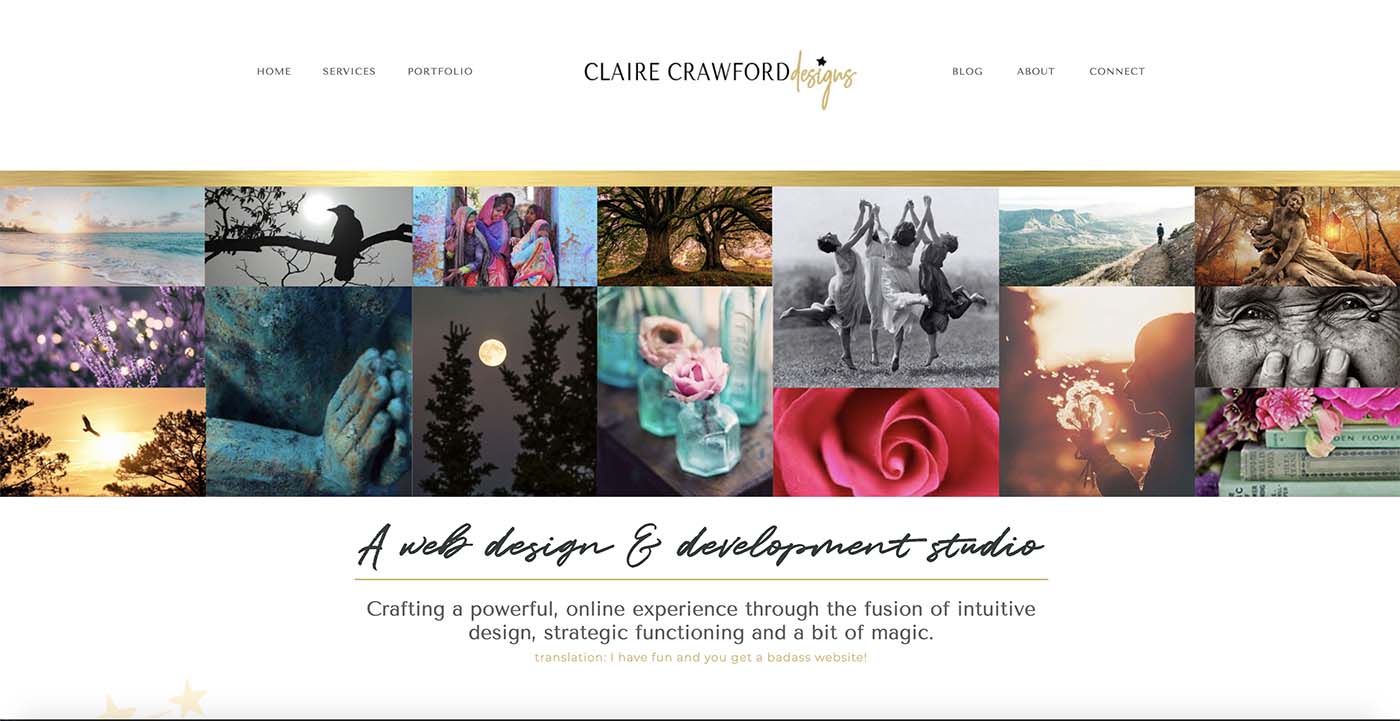 HOME SERVICES PORTFOLIO
CLAIRE CRAWFORD designs
BLOG ABOUT CONNECT
A web design & development studio
Crafting a powerful, online experience through the fusion of intuitive
design, strategic functioning and a bit of magic.
translation: I have fun and you get a badass website!